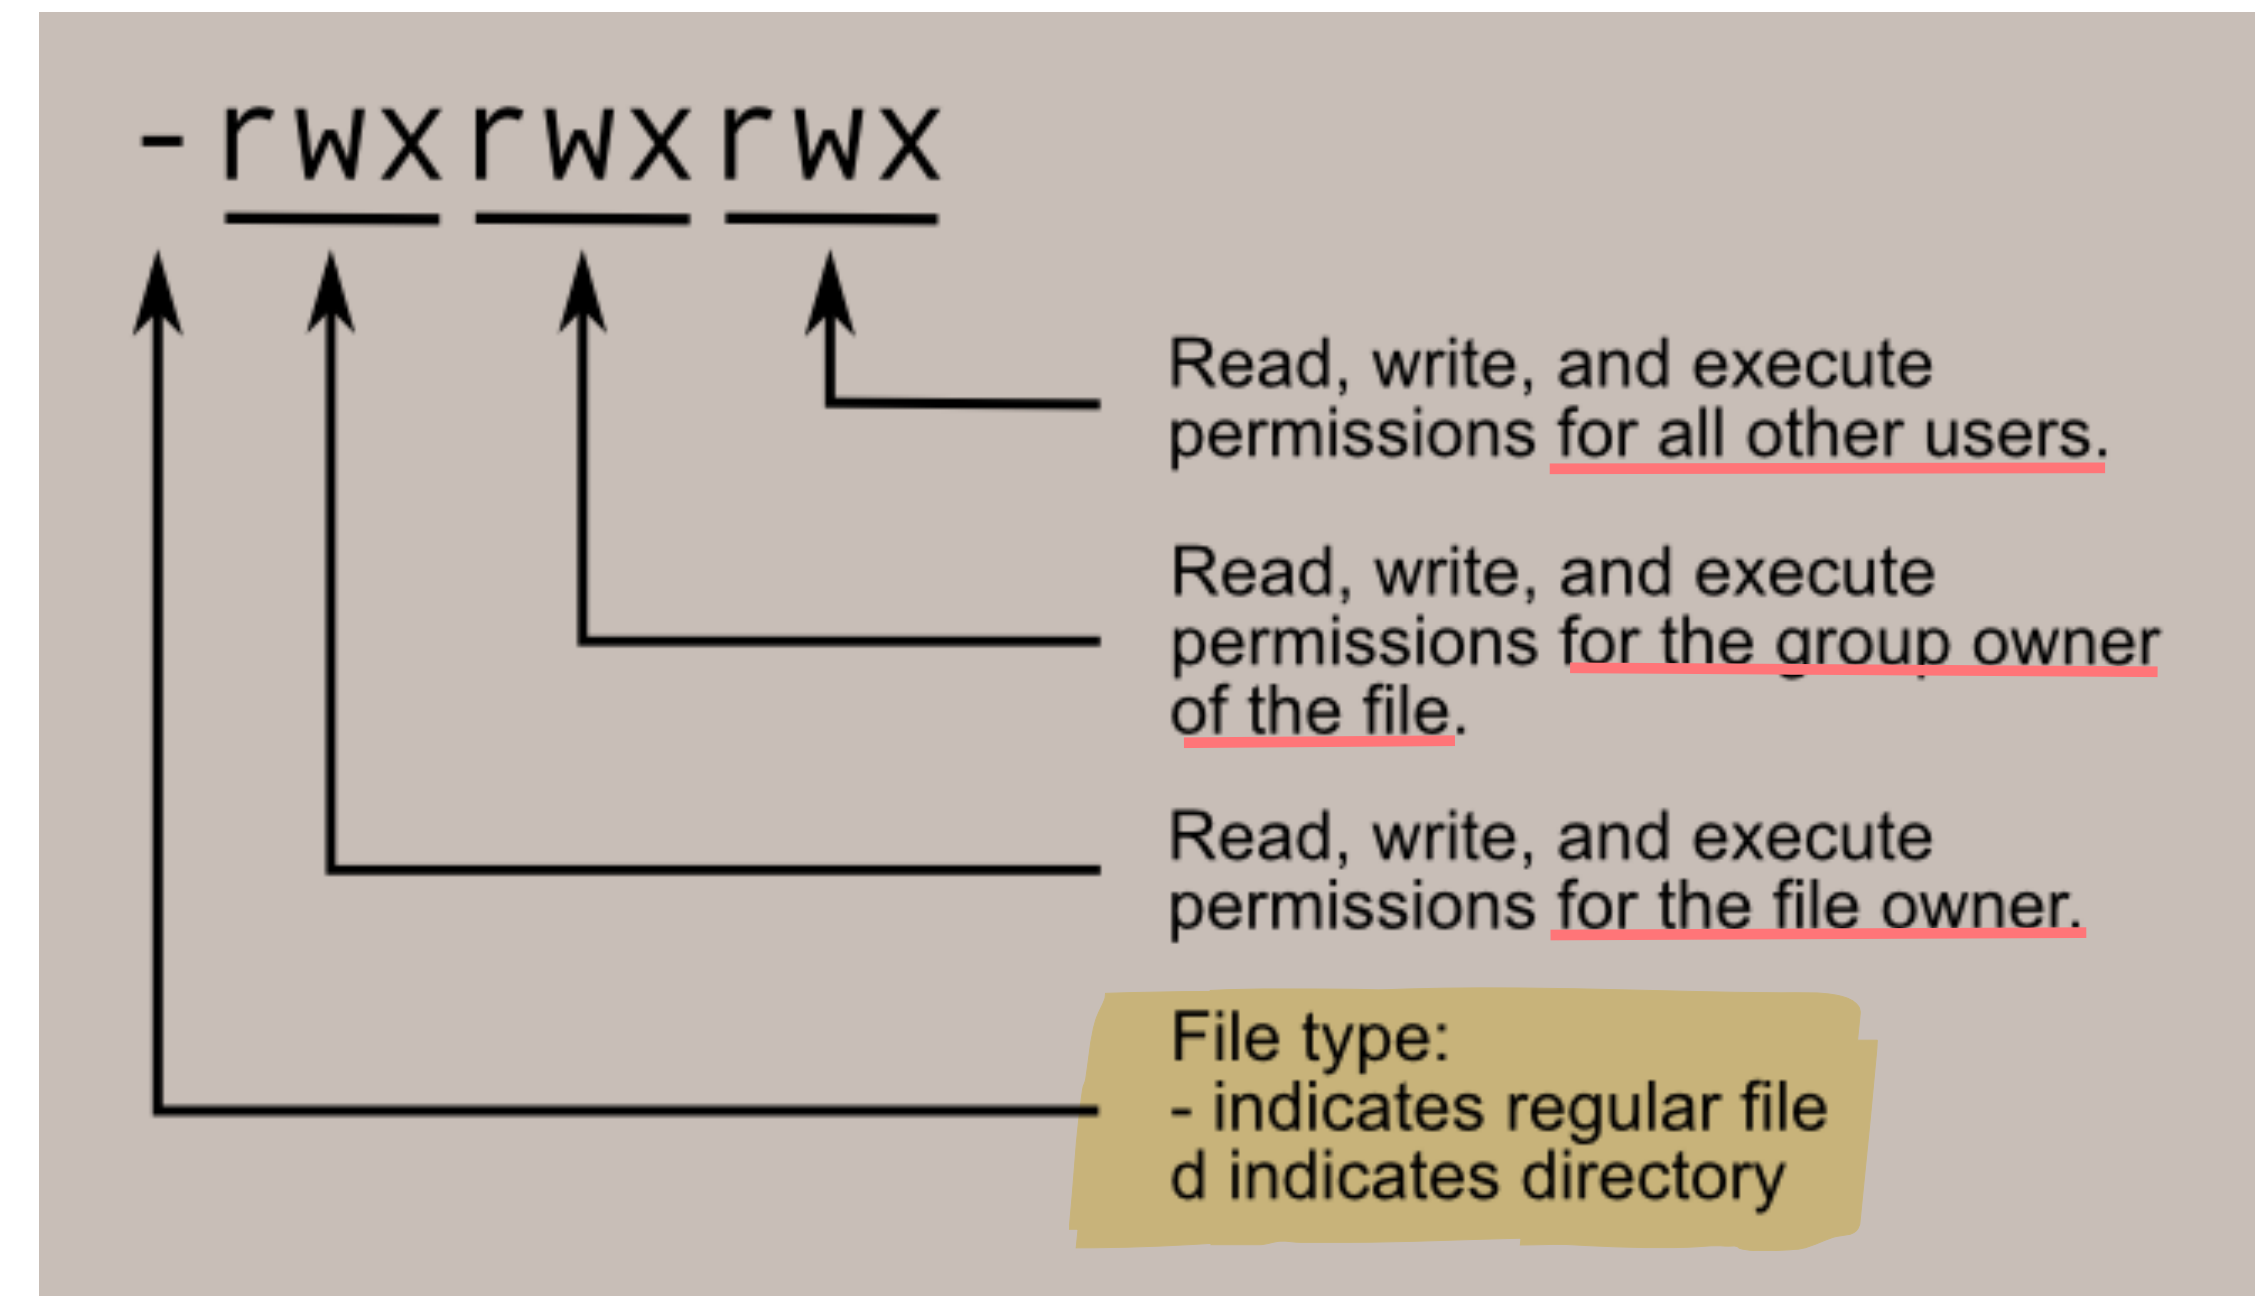 -rwxrwxrwx
Read, write, and execute
permissions for all other users.
Read, write, and execute
permissions for the group owner
of the file.
Read, write, and execute
permissions for the file owner.
File type:
- indicates regular file
d indicates directory